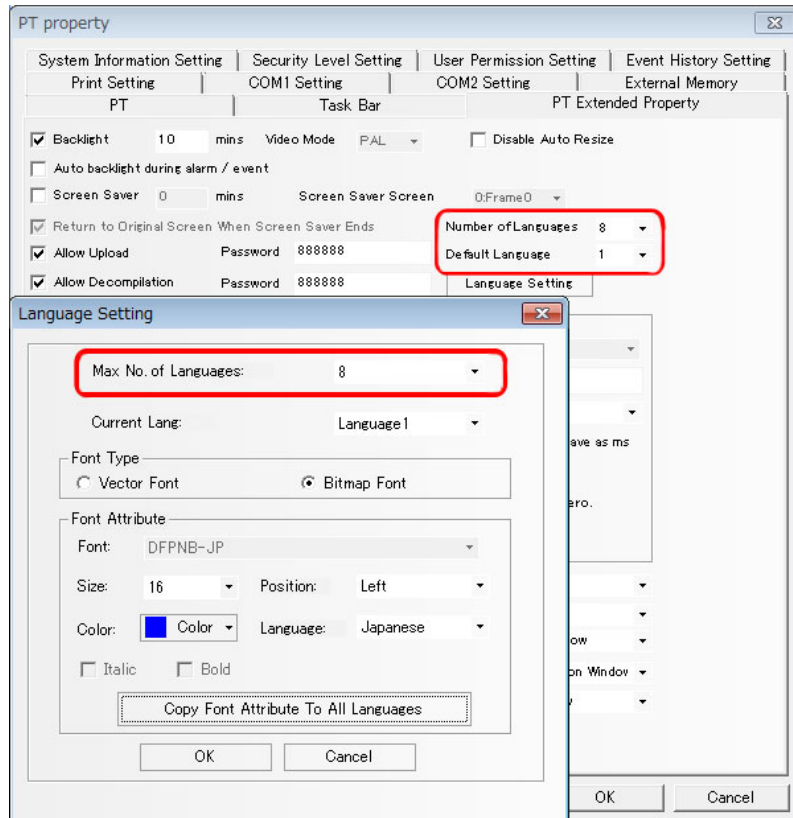 PT property
System Information Setting | Security Level Setting | User Permission Setting | Event History Setting
Print Setting | COM1 Setting | COM2 Setting | External Memory
PT | Task Bar | PT Extended Property
Backlight 10 mins Video Mode PAL Disable Auto Resize
Auto backlight during alarm / event
Screen Saver 0 mins Screen Saver Screen 0:Frame0
Return to Original Screen When Screen Saver Ends Number of Languages 8
Allow Upload Password 888888 Default Language 1
Allow Decompilation Password 888888 Language Setting
Language Setting
Max No. of Languages: 8
Current Lang: Language1
ave as ms
Font Type
Vector Font Bitmap Font
ero.
Font Attribute
Font: DFPNB-JP
Size: 16 Position: Left
Color: Color Language: Japanese
ow
Italic Bold
on Window
Copy Font Attribute To All Languages
OK Cancel
OK Cancel